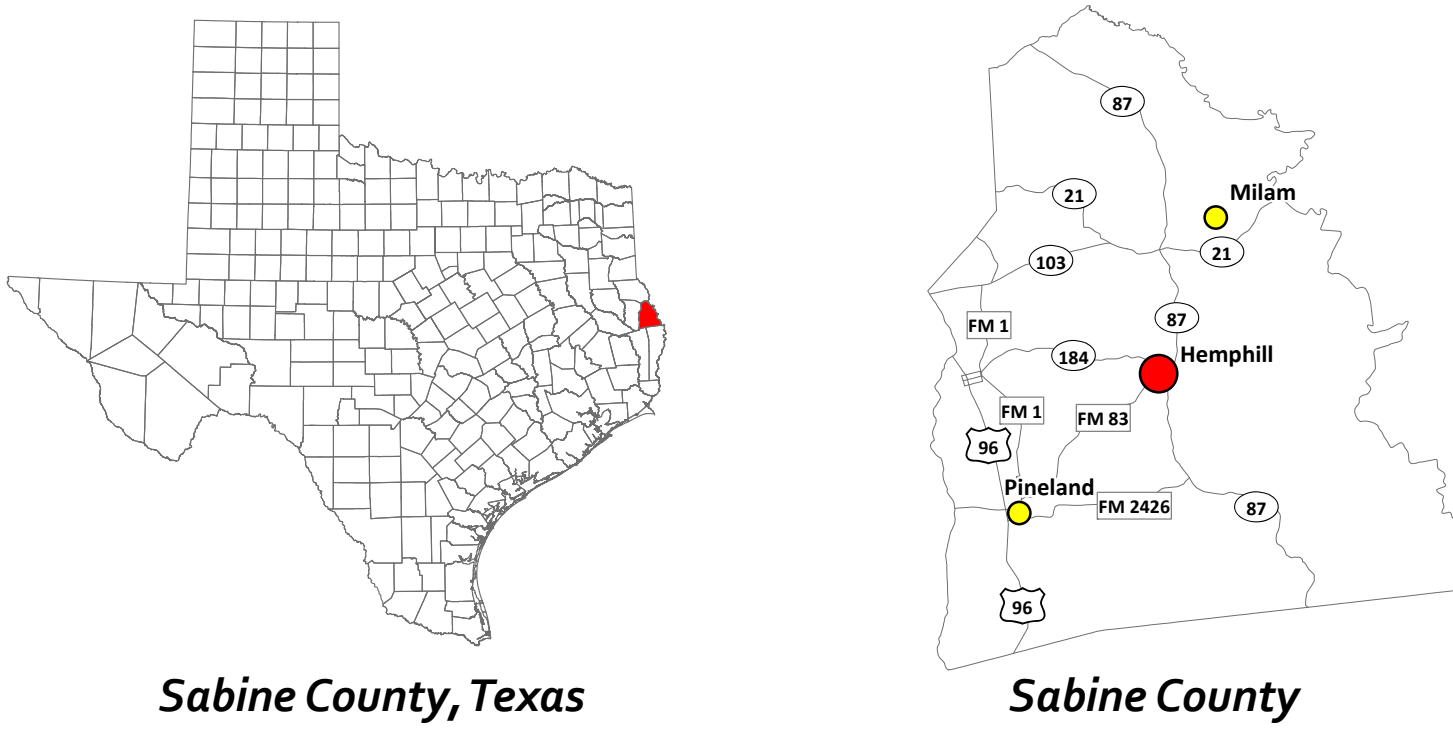 87
21
Milam
103
21
FM 1
87
184
Hemphill
FM 1
FM 83
96
Pineland
FM 2426
87
96
Sabine County, Texas
Sabine County